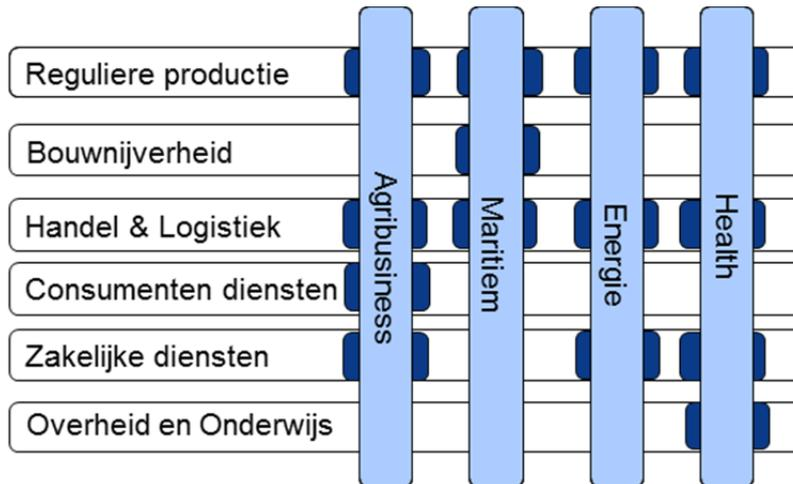 Reguliere productie
Bouwnijverheid
Handel & Logistiek
Consumenten diensten
Zakelijke diensten
Overheid en Onderwijs
Agribusiness
Maritiem
Energie
Health